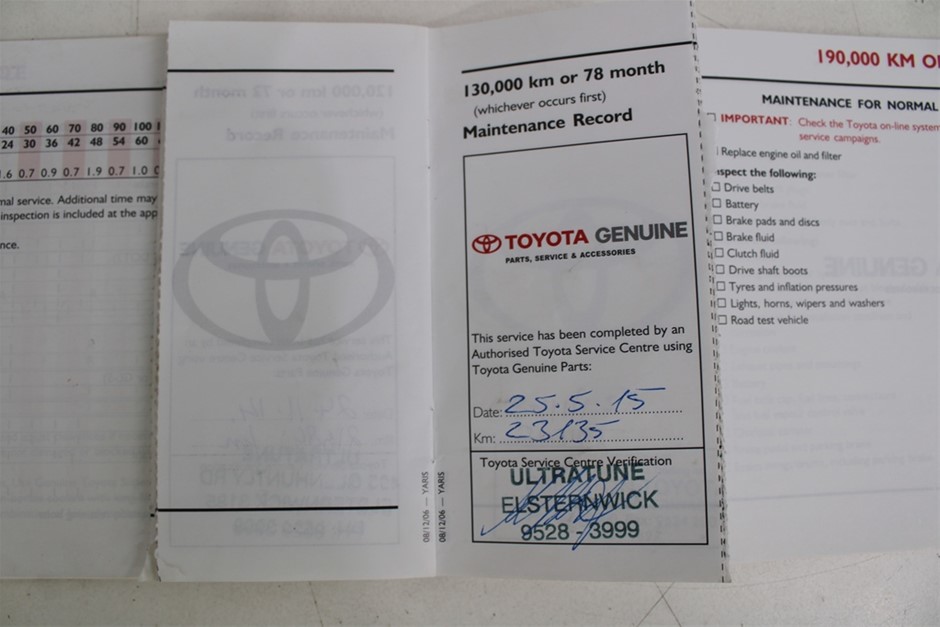 40 50 60 70 80 90 100
24 30 36 42 48 54 60
1.6 0.7 0.9 0.7 1.9 0.7 1.0
nal service. Additional time may
inspection is included at the app
nce.
08/12/06 — YARIS
08/12/06 — YARIS
130,000 km or 78 month
(whichever occurs first)
Maintenance Record
TOYOTA GENUINE
PARTS, SERVICE & ACCESSORIES
This service has been completed by an
Authorised Toyota Service Centre using
Toyota Genuine Parts:
Date: 25.5.15
Km: 23135
Toyota Service Centre Verification
ULTRATUNE
ELSTERNWICK
9528 - 3999
190,000 KM O
MAINTENANCE FOR NORMAL
IMPORTANT: Check the Toyota on-line system
service campaigns.
Replace engine oil and filter
nspect the following:
Drive belts
Battery
Brake pads and discs
Brake fluid
Clutch fluid
Drive shaft boots
Tyres and inflation pressures
Lights, horns, wipers and washers
Road test vehicle